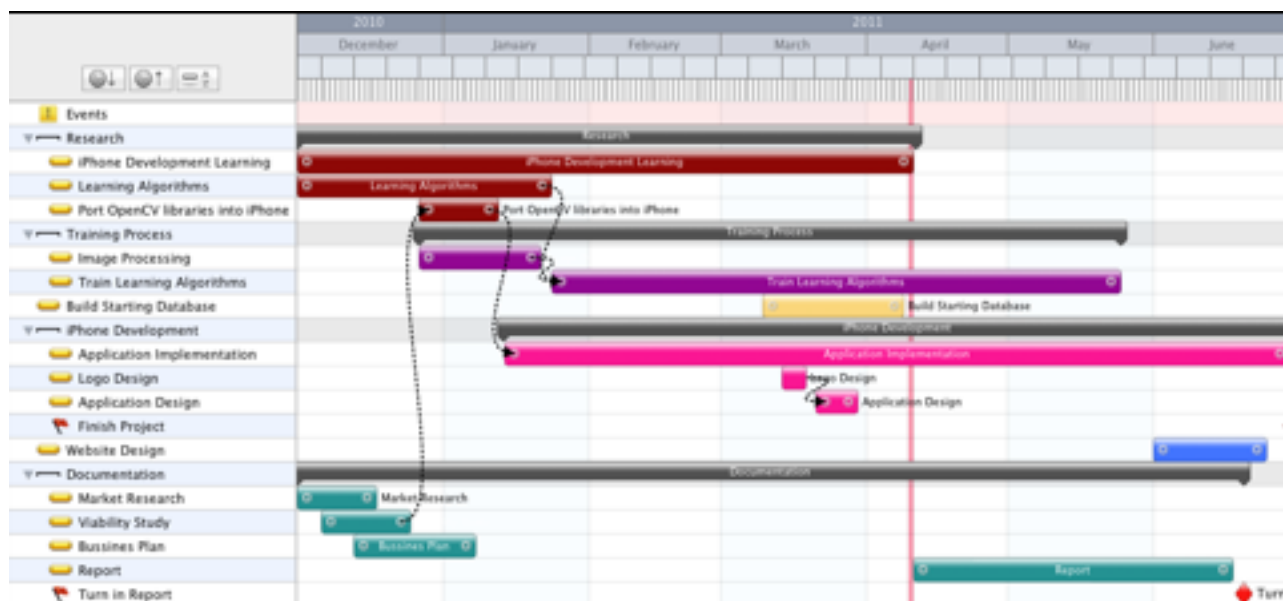 2010 2011
December January February March April May June
Events
Research Research
iPhone Development Learning iPhone Development Learning
Learning Algorithms Learning Algorithms
Port OpenCV libraries into iPhone Port OpenCV libraries into iPhone
Training Process Training Process
Image Processing
Train Learning Algorithms Train Learning Algorithms
Build Starting Database Build Starting Database
iPhone Development iPhone Development
Application Implementation Application Implementation
Logo Design Logo Design
Application Design Application Design
Finish Project
Website Design
Documentation Documentation
Market Research Market Research
Viability Study
Bussines Plan Bussines Plan
Report Report
Turn in Report Turn